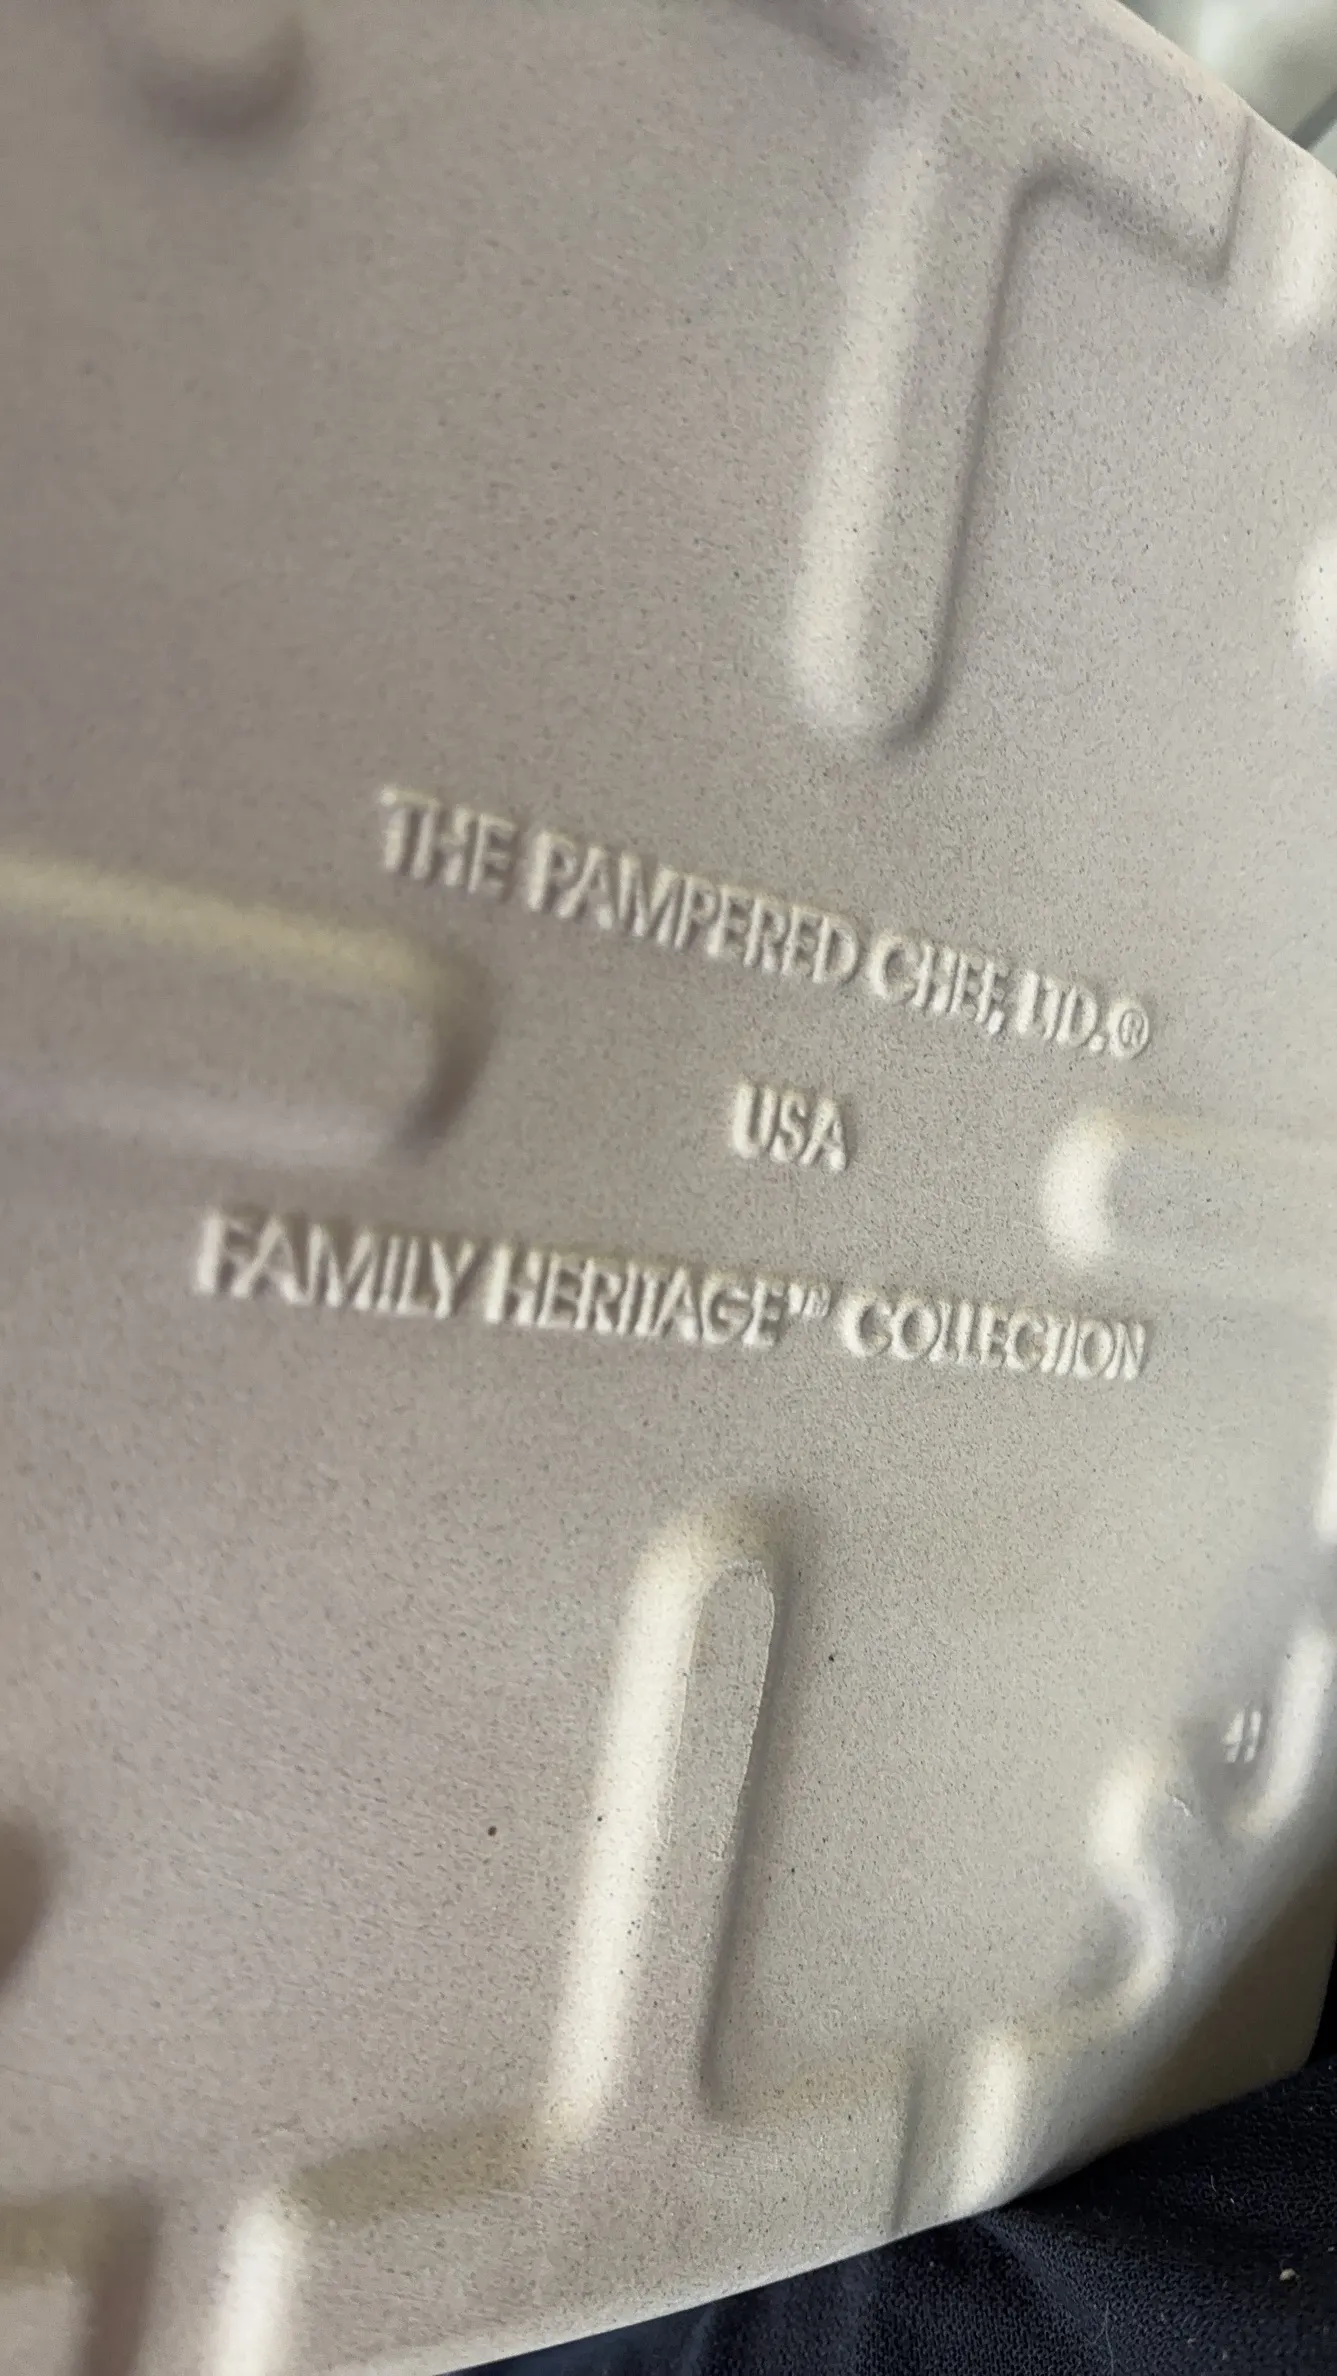 THE PAMPERED CHEF, LTD.®
USA
FAMILY HERITAGE™ COLLECTION